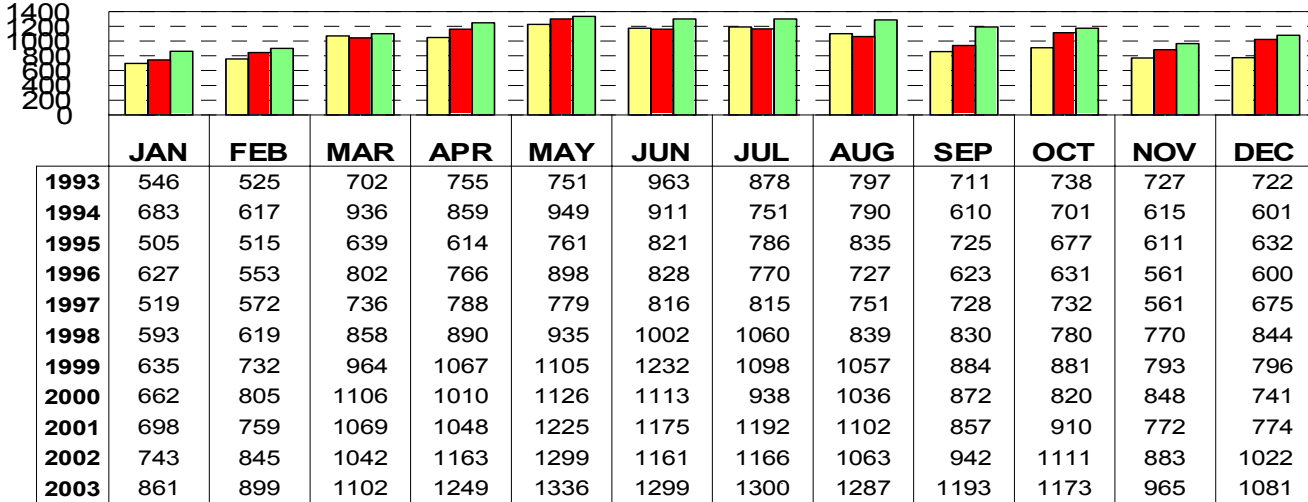 1400
1200
1000
800
600
400
200
0
JAN FEB MAR APR MAY JUN JUL AUG SEP OCT NOV DEC
1993 546 525 702 755 751 963 878 797 711 738 727 722
1994 683 617 936 859 949 911 751 790 610 701 615 601
1995 505 515 639 614 761 821 786 835 725 677 611 632
1996 627 553 802 766 898 828 770 727 623 631 561 600
1997 519 572 736 788 779 816 815 751 728 732 561 675
1998 593 619 858 890 935 1002 1060 839 830 780 770 844
1999 635 732 964 1067 1105 1232 1098 1057 884 881 793 796
2000 662 805 1106 1010 1126 1113 938 1036 872 820 848 741
2001 698 759 1069 1048 1225 1175 1192 1102 857 910 772 774
2002 743 845 1042 1163 1299 1161 1166 1063 942 1111 883 1022
2003 861 899 1102 1249 1336 1299 1300 1287 1193 1173 965 1081